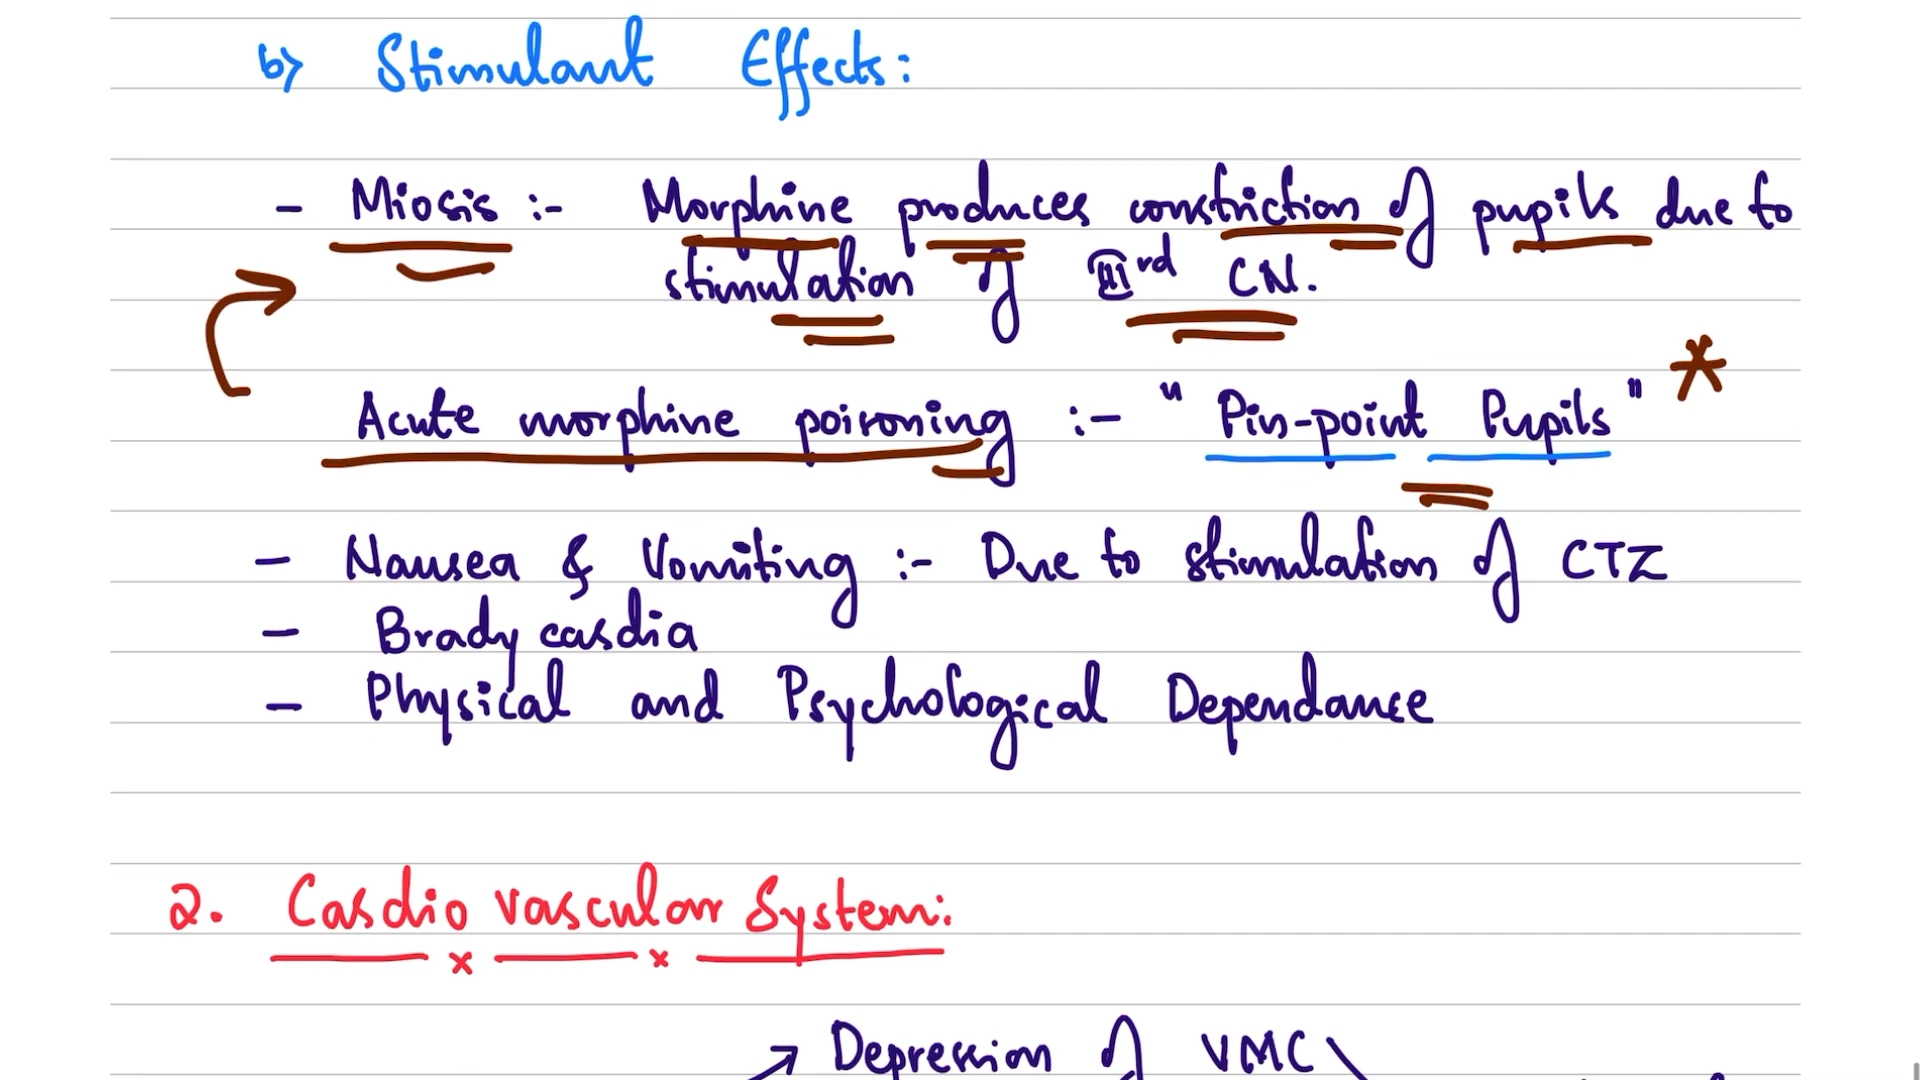 b) Stimulant Effects:
- Miosis :- Morphine produces constriction of pupils due to
stimulation of IIIrd CN.
Acute morphine poisoning :- "Pin-point Pupils" *
- Nausea & Vomiting :- Due to stimulation of CTZ
- Bradycardia
- Physical and Psychological Dependance
2. Cardio vascular System:
→ Depression of VMC